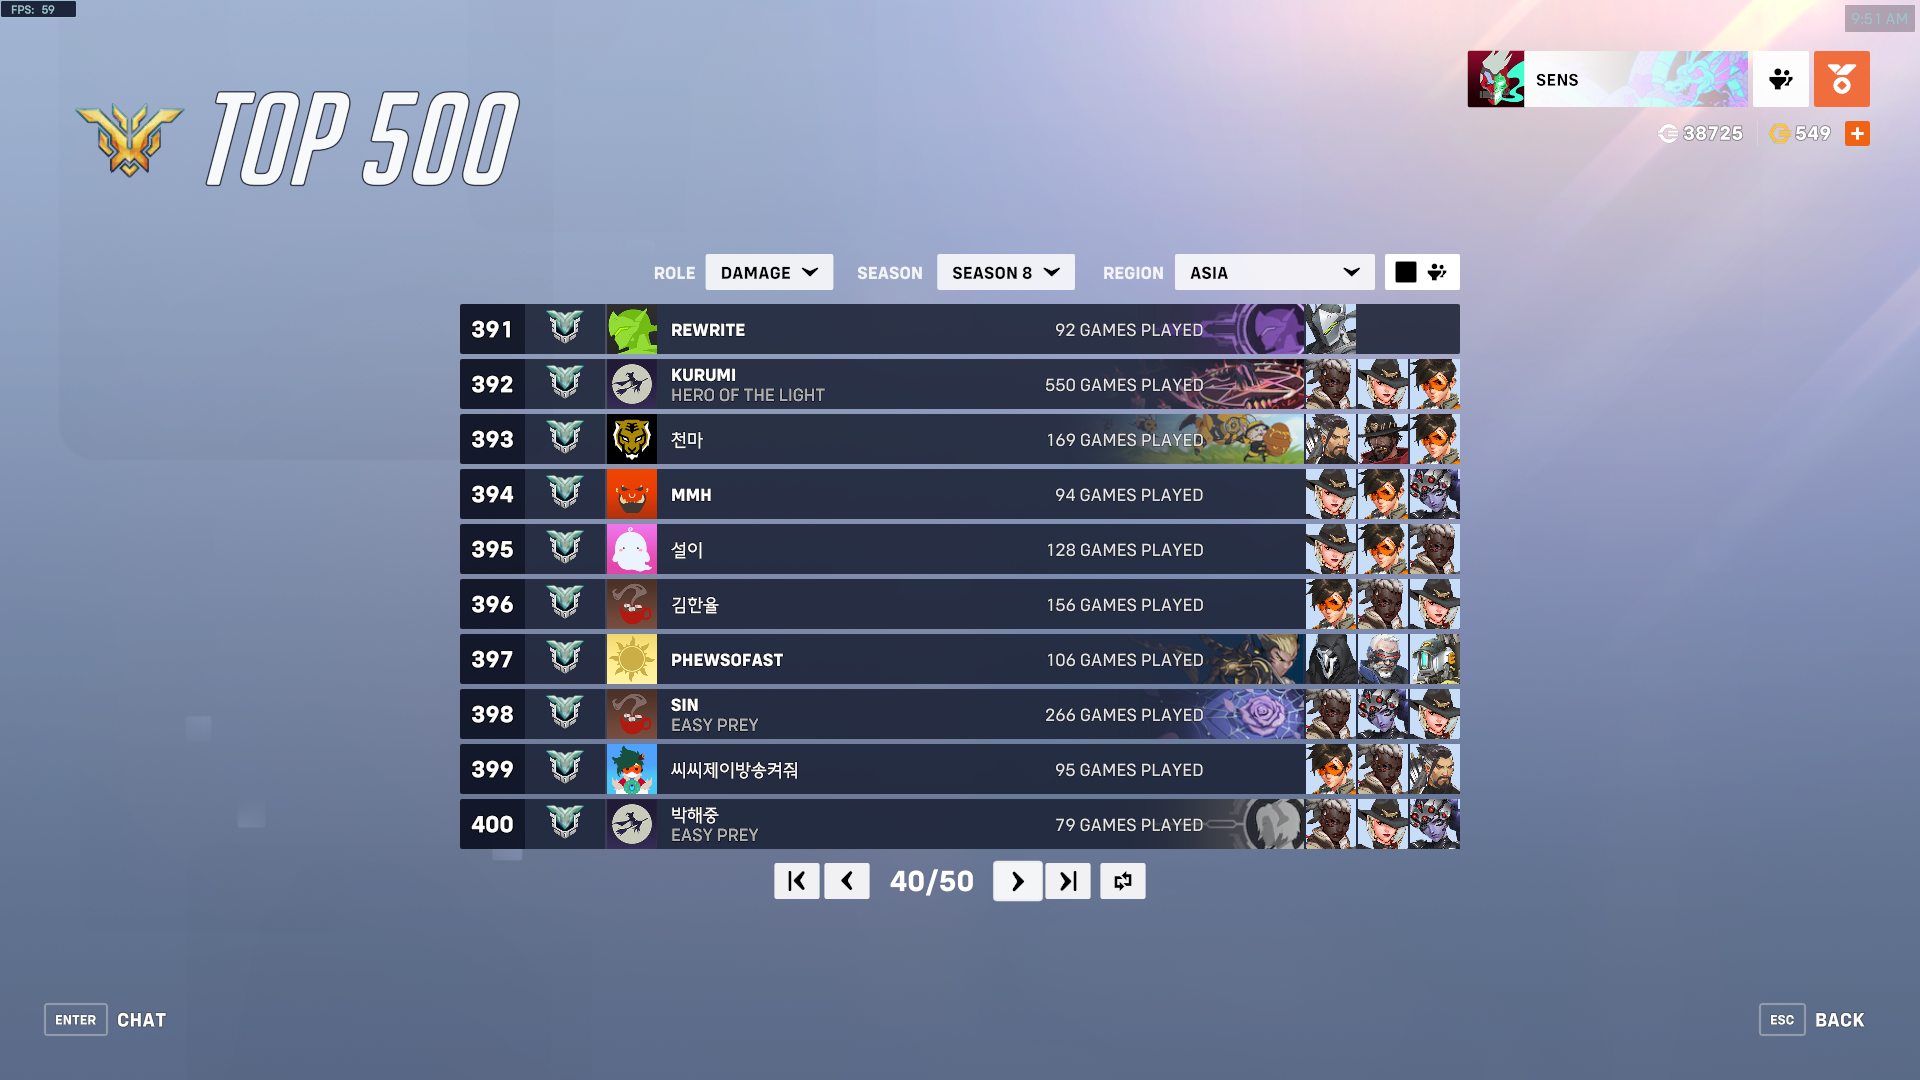 FPS: 59
9:51 AM
TOP 500
SENS
38725
549
ROLE DAMAGE SEASON SEASON 8 REGION ASIA
391 REWRITE 92 GAMES PLAYED
392 KURUMI 550 GAMES PLAYED
HERO OF THE LIGHT
393 천마 169 GAMES PLAYED
394 MMH 94 GAMES PLAYED
395 설이 128 GAMES PLAYED
396 김한율 156 GAMES PLAYED
397 PHEWSOFAST 106 GAMES PLAYED
398 SIN 266 GAMES PLAYED
EASY PREY
399 씨씨제이방송켜줘 95 GAMES PLAYED
400 박해중 79 GAMES PLAYED
EASY PREY
40/50
ENTER CHAT
ESC BACK